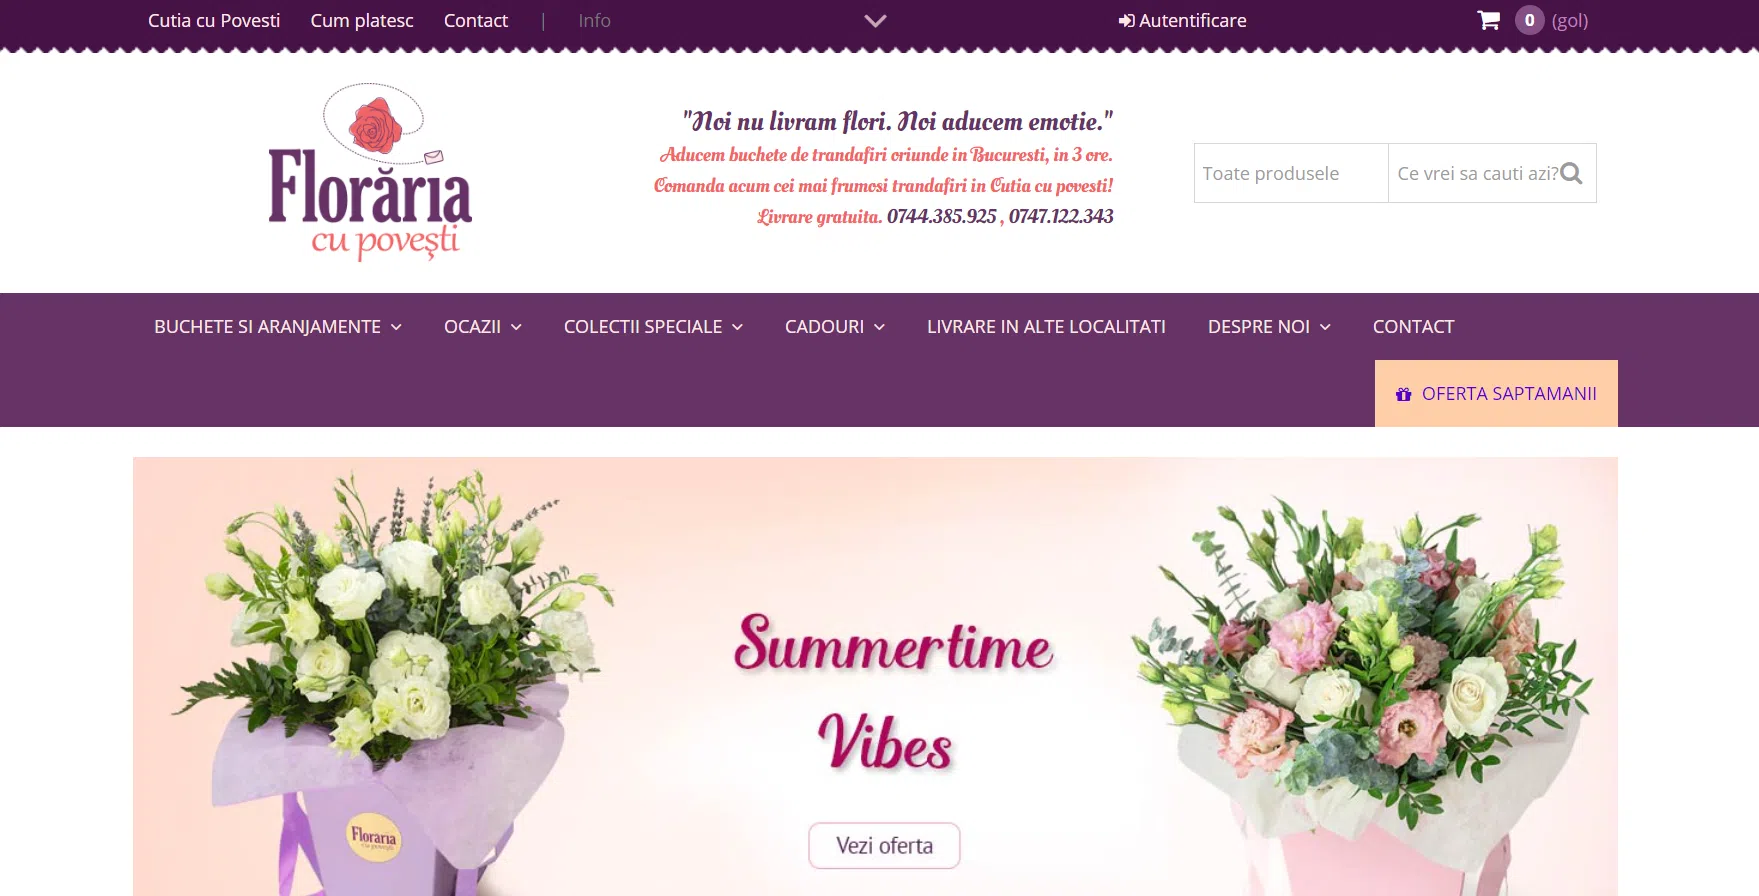 Cutia cu Povesti
Cum platesc
Contact
|
Info
Autentificare
0
(gol)
Florăria
cu povești
"Noi nu livram flori. Noi aducem emotie."
Aducem buchete de trandafiri oriunde in Bucuresti, in 3 ore.
Comanda acum cei mai frumosi trandafiri in Cutia cu povesti!
Livrare gratuita. 0744.385.925 , 0747.122.343
Toate produsele
Ce vrei sa cauti azi?
BUCHETE SI ARANJAMENTE
OCAZII
COLECTII SPECIALE
CADOURI
LIVRARE IN ALTE LOCALITATI
DESPRE NOI
CONTACT
OFERTA SAPTAMANII
Summertime
Vibes
Vezi oferta
Florăria
cu povești